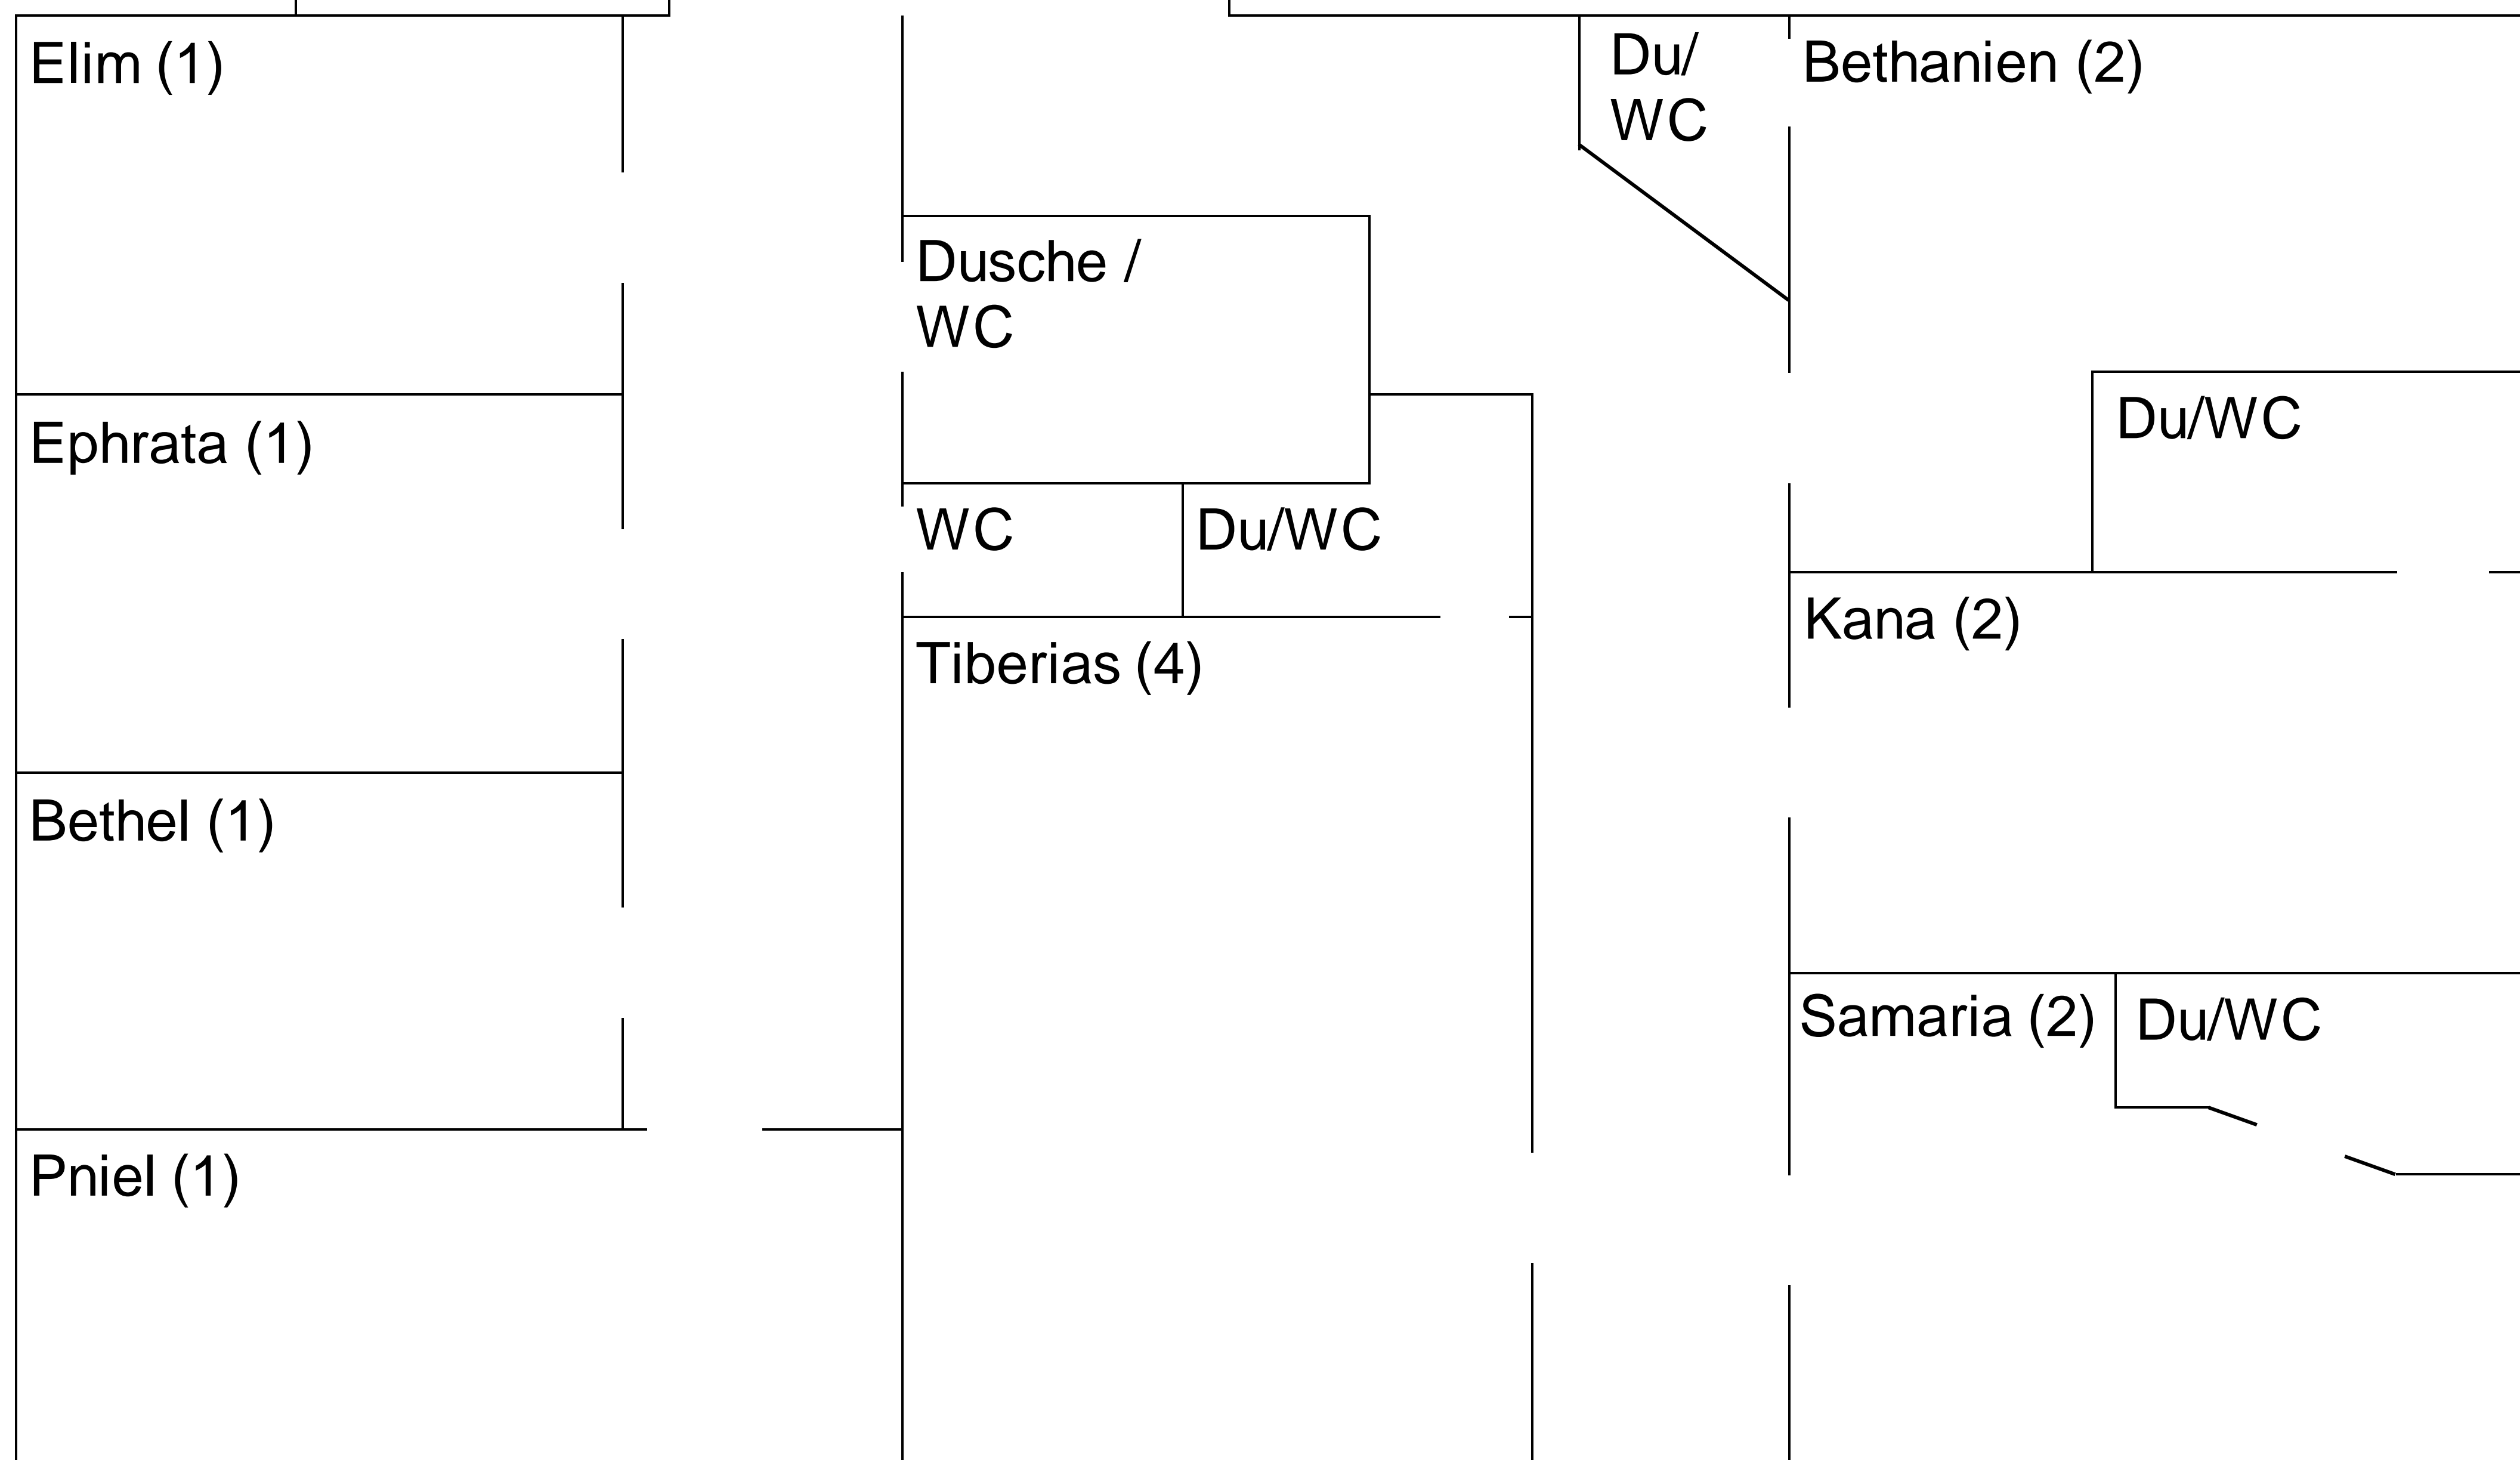 Elim (1)
Du/
WC
Bethanien (2)
Dusche /
WC
Du/WC
Ephrata (1)
WC
Du/WC
Kana (2)
Tiberias (4)
Bethel (1)
Samaria (2)
Du/WC
Pniel (1)